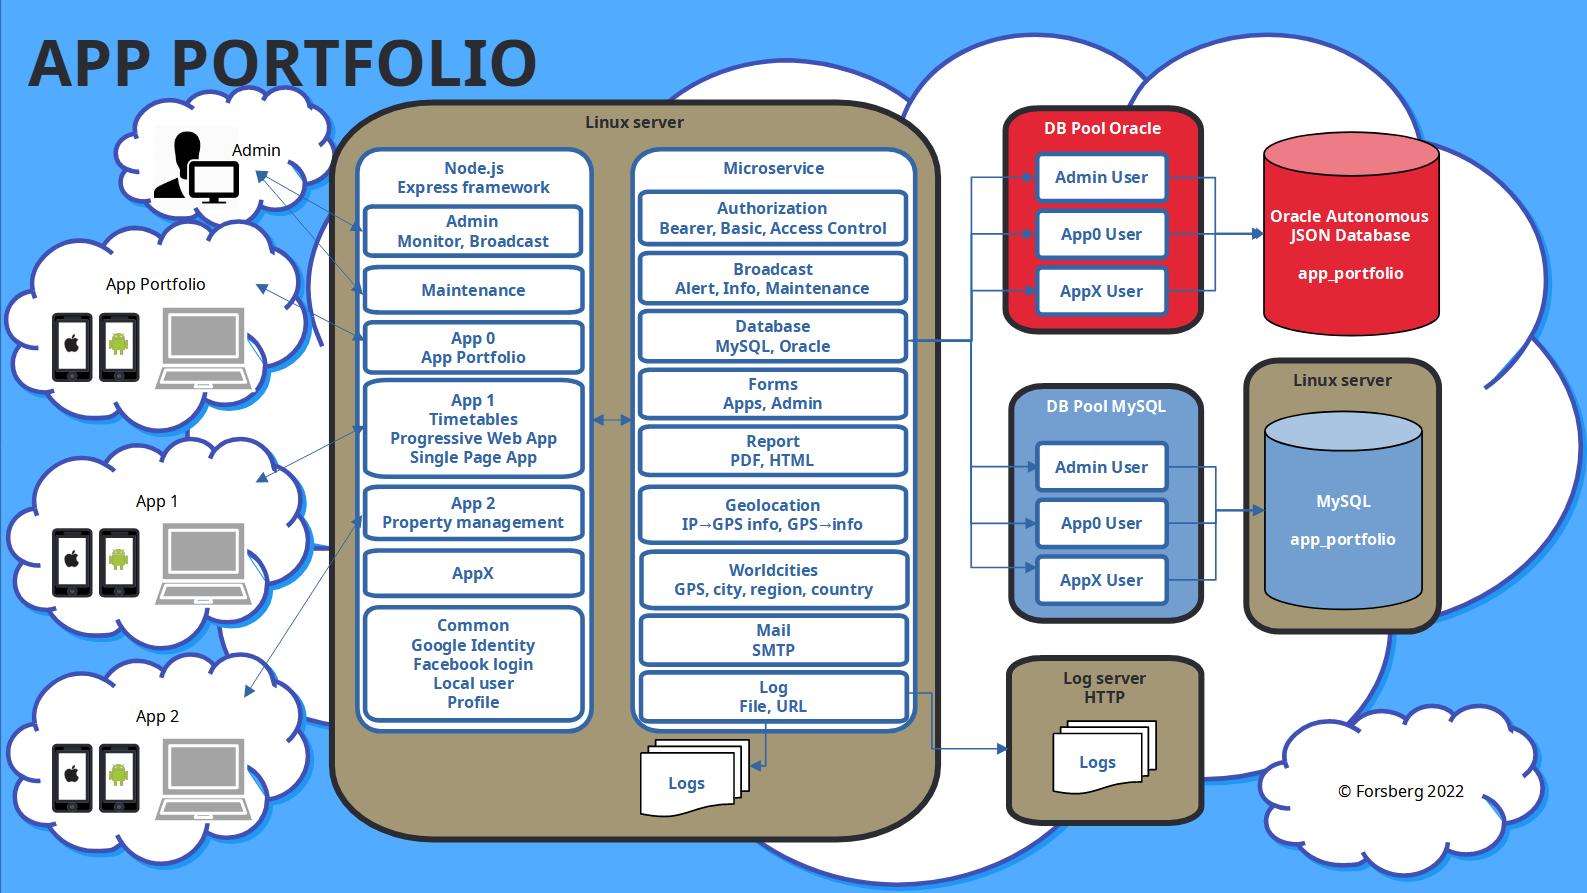 APP PORTFOLIO
Admin
App Portfolio
App 1
App 2
Linux server
Node.js
Express framework
Admin
Monitor, Broadcast
Maintenance
App 0
App Portfolio
App 1
Timetables
Progressive Web App
Single Page App
App 2
Property management
AppX
Common
Google Identity
Facebook login
Local user
Profile
Microservice
Authorization
Bearer, Basic, Access Control
Broadcast
Alert, Info, Maintenance
Database
MySQL, Oracle
Forms
Apps, Admin
Report
PDF, HTML
Geolocation
IP→GPS info, GPS→info
Worldcities
GPS, city, region, country
Mail
SMTP
Log
File, URL
Logs
DB Pool Oracle
Admin User
App0 User
AppX User
Oracle Autonomous
JSON Database
app_portfolio
DB Pool MySQL
Admin User
App0 User
AppX User
Linux server
MySQL
app_portfolio
Log server
HTTP
Logs
© Forsberg 2022